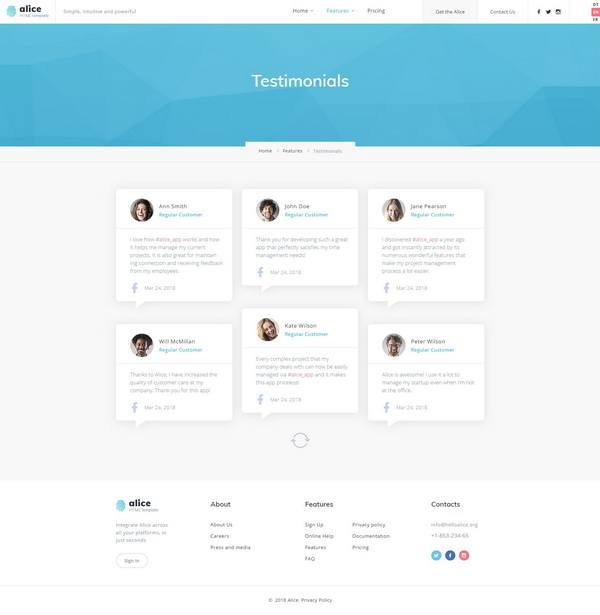 alice
HTML template
Simple, intuitive and powerful
Home
Features
Pricing
Get the Alice
Contact Us
DT
EN
FR
Testimonials
Home
Features
Testimonials
Ann Smith
Regular Customer
I love how #alice_app works and how
it helps me manage my current
projects. It is also great for maintain
ing connection and receiving feedback
from my employees.
Mar 24, 2018
John Doe
Regular Customer
Thank you for developing such a great
app that perfectly satisfies my time
management needs!
Mar 24, 2018
Jane Pearson
Regular Customer
I discovered #alice_app a year ago
and got instantly attracted by its
numerous wonderful features that
make my project management
process a lot easier.
Mar 24, 2018
Will McMillan
Regular Customer
Thanks to Alice, I have increased the
quality of customer care at my
company. Thank you for this app!
Mar 24, 2018
Kate Wilson
Regular Customer
Every complex project that my
company deals with can now be easily
managed via #alice_app and it makes
this app priceless!
Mar 24, 2018
Peter Wilson
Regular Customer
Alice is awesome! I use it a lot to
manage my startup even when I'm not
at the office.
Mar 24, 2018
alice
HTML template
Integrate Alice across
all your platforms, in
just seconds
Sign In
About
About Us
Careers
Press and media
Features
Sign Up
Online Help
Features
FAQ
Privacy policy
Documentation
Pricing
Contacts
info@helloalice.org
+1-853-234-65
© 2018 Alice. Privacy Policy